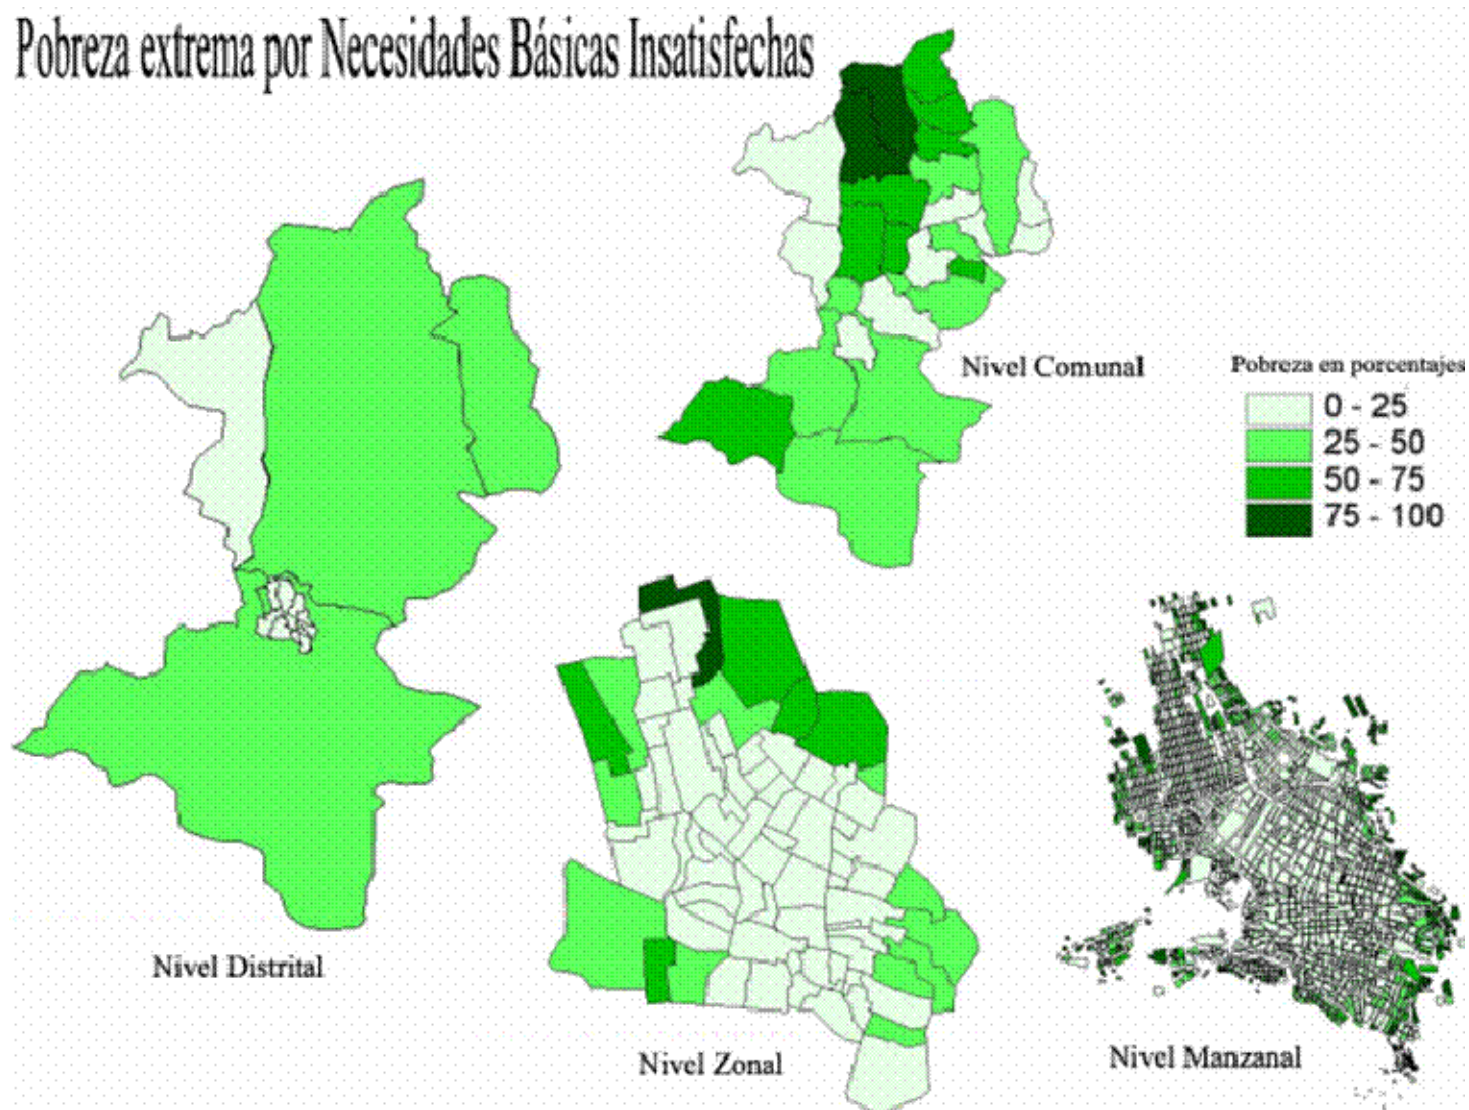 Pobreza extrema por Necesidades Básicas Insatisfechas
Nivel Comunal
Pobreza en porcentajes
0 - 25
25 - 50
50 - 75
75 - 100
Nivel Distrital
Nivel Zonal
Nivel Manzanal